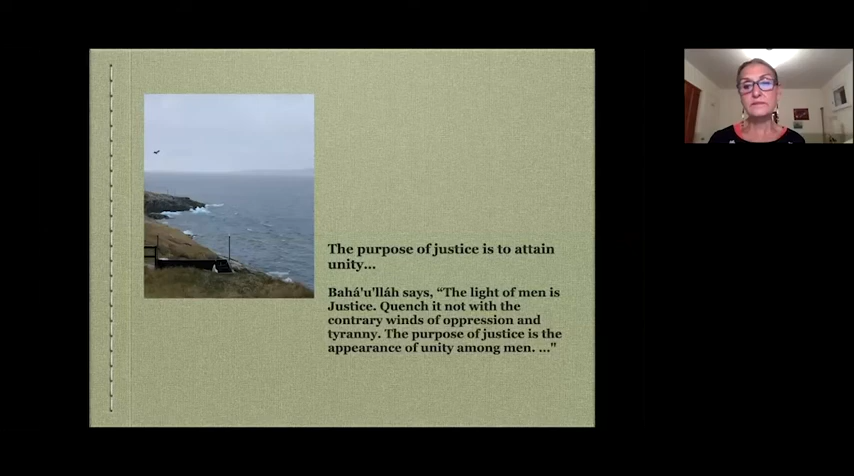 The purpose of justice is to attain
unity...
Bahá'u'lláh says, “The light of men is
Justice. Quench it not with the
contrary winds of oppression and
tyranny. The purpose of justice is the
appearance of unity among men. ..."